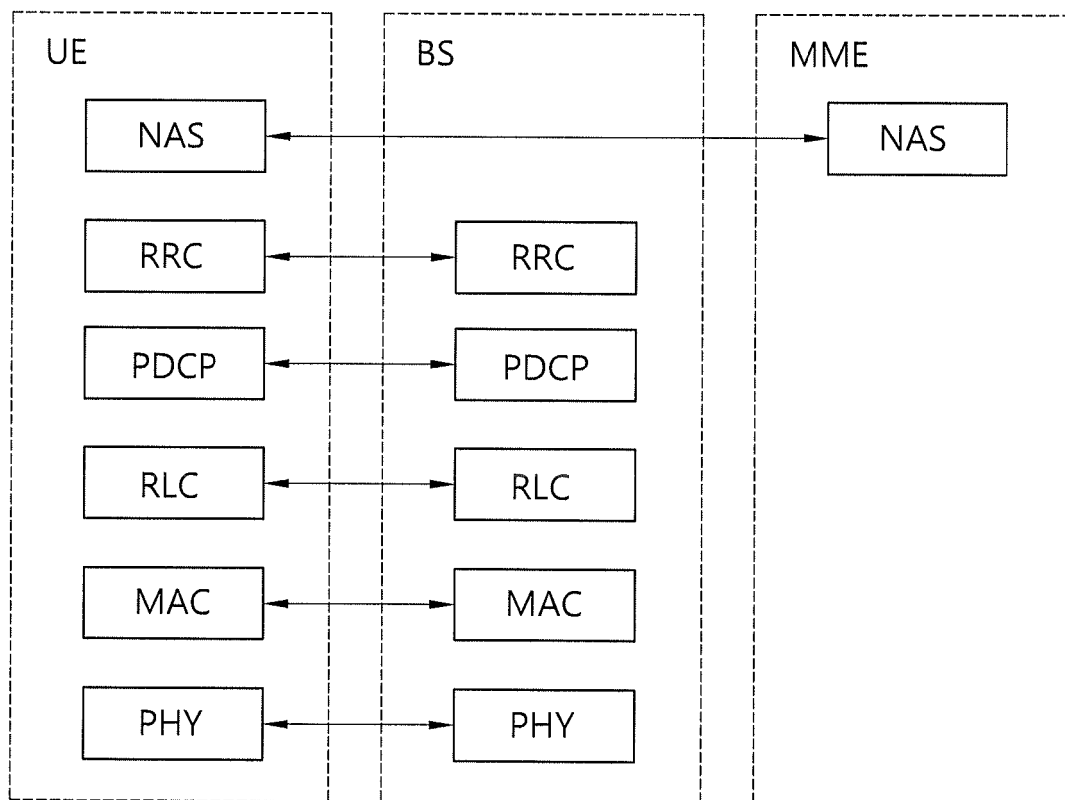 UE BS MME
NAS NAS
RRC RRC
PDCP PDCP
RLC RLC
MAC MAC
PHY PHY